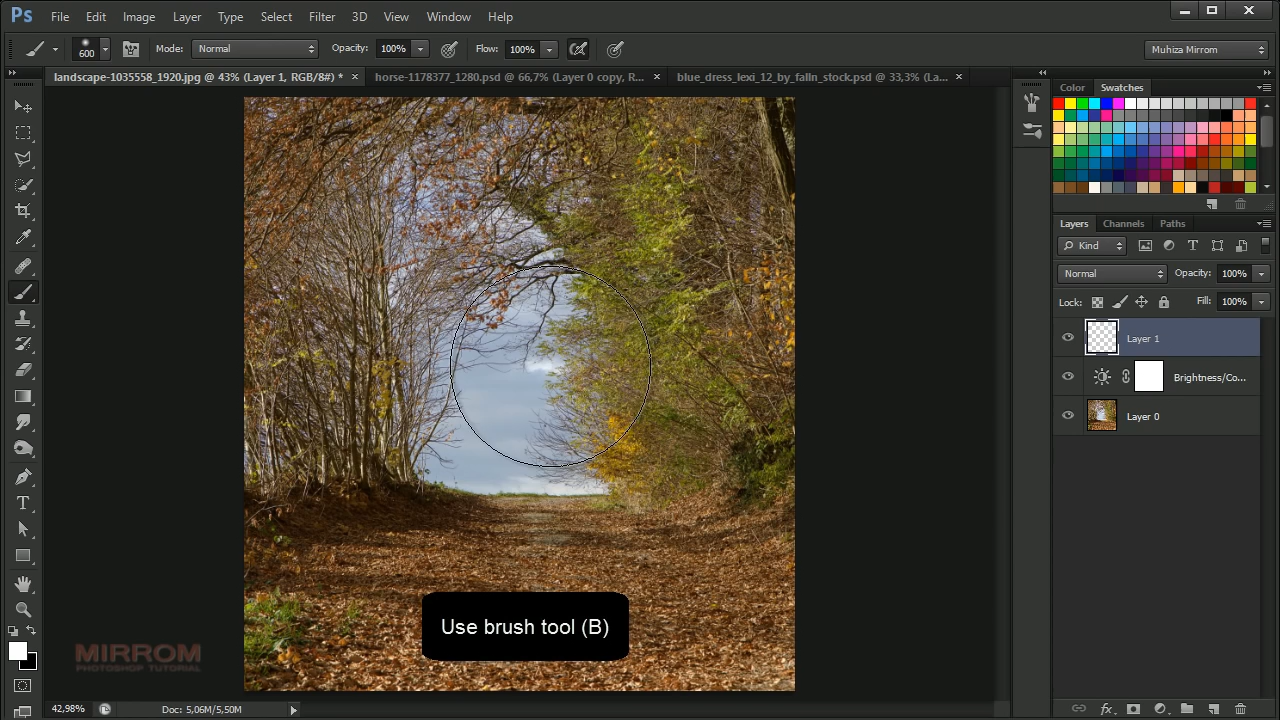 Ps File Edit Image Layer Type Select Filter 3D View Window Help
600 Mode: Normal Opacity: 100% Flow: 100% Muhiza Mirrom
landscape-1035558_1920.jpg @ 43% (Layer 1, RGB/8#) * × horse-1178377_1280.psd @ 66,7% (Layer 0 copy, R... × blue_dress_lexi_12_by_falln_stock.psd @ 33,3% (La... ×
Color Swatches
Layers Channels Paths
Kind
Normal Opacity: 100%
Lock: Fill: 100%
Layer 1
Brightness/Co...
Layer 0
Use brush tool (B)
MIRROM
PHOTOSHOP TUTORIAL
42,98% Doc: 5,06M/5,50M